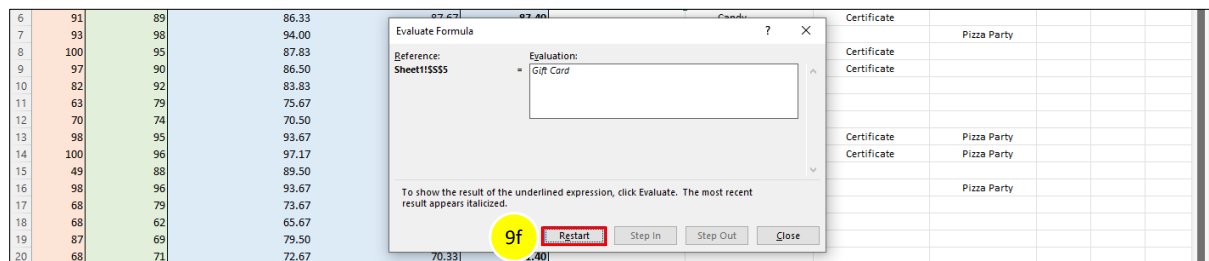 6 91 89 86.33 87.67 87.40 Candy Certificate
Evaluate Formula ? ×
7 93 98 94.00 Pizza Party
Reference: Evaluation:
8 100 95 87.83 Certificate
Sheet1!$S$5 = Gift Card
9 97 90 86.50 Certificate
10 82 92 83.83
11 63 79 75.67
12 70 74 70.50
13 98 95 93.67 Certificate Pizza Party
14 100 96 97.17 Certificate Pizza Party
15 49 88 89.50
16 98 96 93.67 Pizza Party
To show the result of the underlined expression, click Evaluate. The most recent
result appears italicized.
17 68 79 73.67
18 68 62 65.67
19 87 69 79.50
9f Restart Step In Step Out Close
20 68 71 72.67 70.33 .40